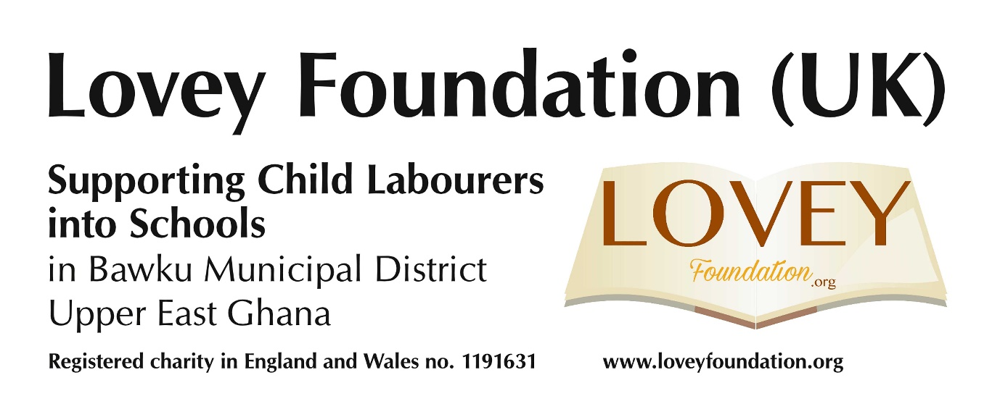 Lovey Foundation (UK)
Supporting Child Labourers
into Schools
in Bawku Municipal District
Upper East Ghana
Registered charity in England and Wales no. 1191631
LOVEY
Foundation.org
www.loveyfoundation.org